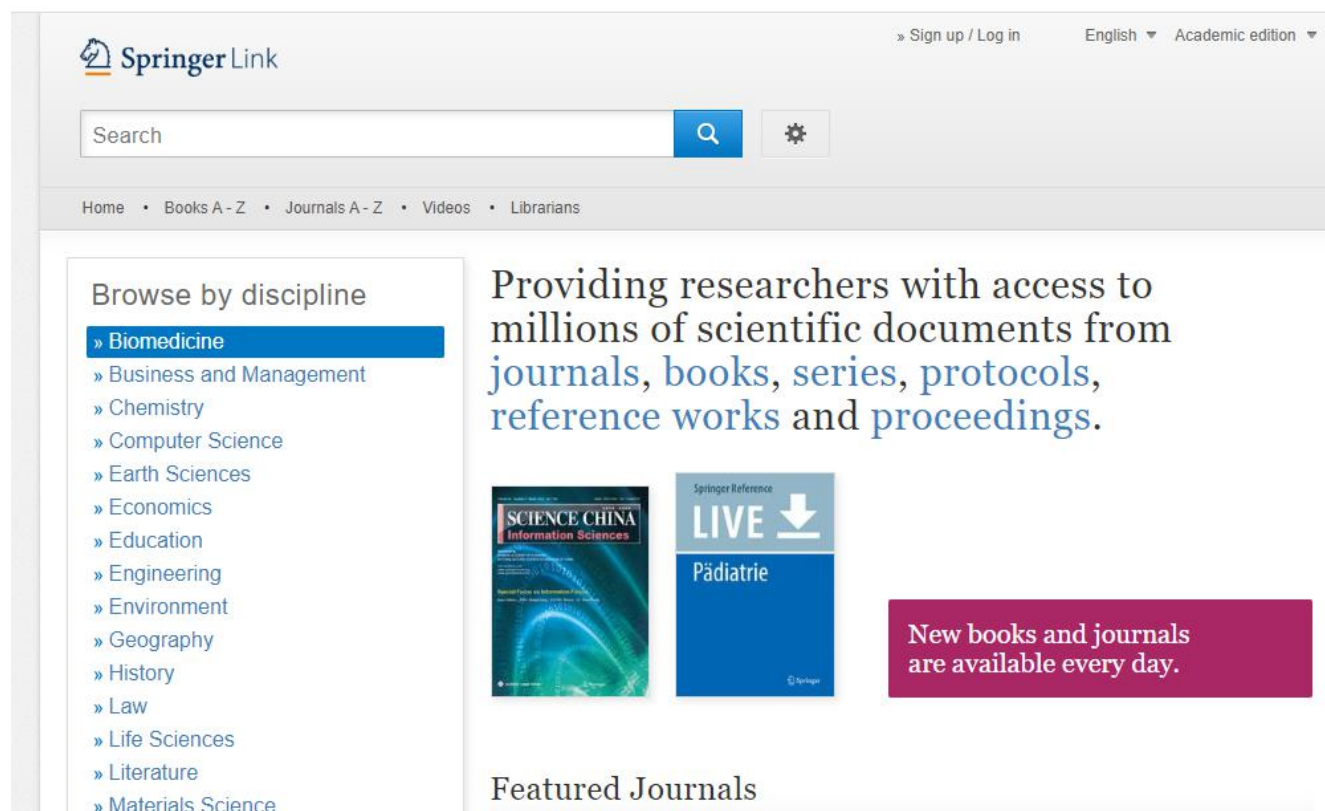 Springer Link
» Sign up / Log in English Academic edition
Search
Home • Books A - Z • Journals A - Z • Videos • Librarians
Browse by discipline
» Biomedicine
» Business and Management
» Chemistry
» Computer Science
» Earth Sciences
» Economics
» Education
» Engineering
» Environment
» Geography
» History
» Law
» Life Sciences
» Literature
» Materials Science
Providing researchers with access to
millions of scientific documents from
journals, books, series, protocols,
reference works and proceedings.
SCIENCE CHINA
Information Sciences
Springer Reference
LIVE
Pädiatrie
Springer
New books and journals
are available every day.
Featured Journals